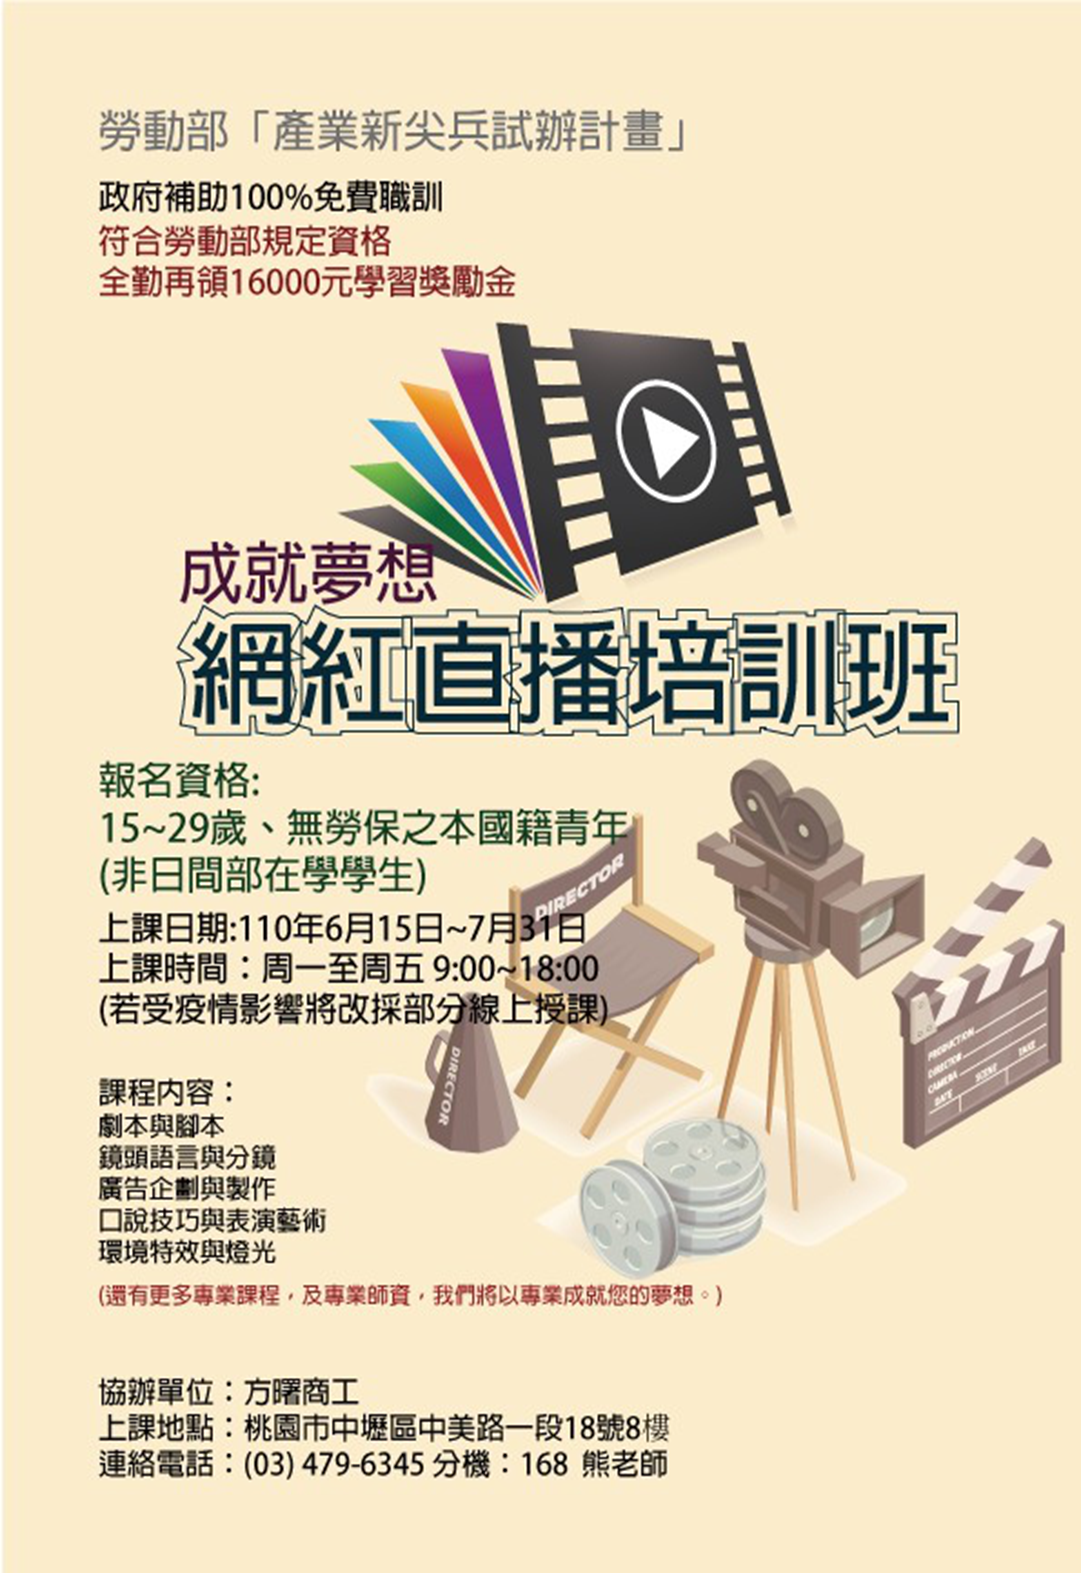 勞動部「產業新尖兵試辦計畫」
政府補助100%免費職訓
符合勞動部規定資格
全勤再領16000元學習獎勵金
成就夢想
網紅直播培訓班
報名資格:
15~29歲、無勞保之本國籍青年
(非日間部在學學生)
上課日期:110年6月15日~7月31日
上課時間：周一至周五 9:00~18:00
(若受疫情影響將改採部分線上授課)
課程內容：
劇本與腳本
鏡頭語言與分鏡
廣告企劃與製作
口說技巧與表演藝術
環境特效與燈光
(還有更多專業課程，及專業師資，我們將以專業成就您的夢想。)
DIRECTOR
DIRECTOR
PRODUCTION
DIRECTOR
CAMERA
DATE SCENE TAKE
協辦單位：方曙商工
上課地點：桃園市中壢區中美路一段18號8樓
連絡電話：(03) 479-6345 分機：168 熊老師